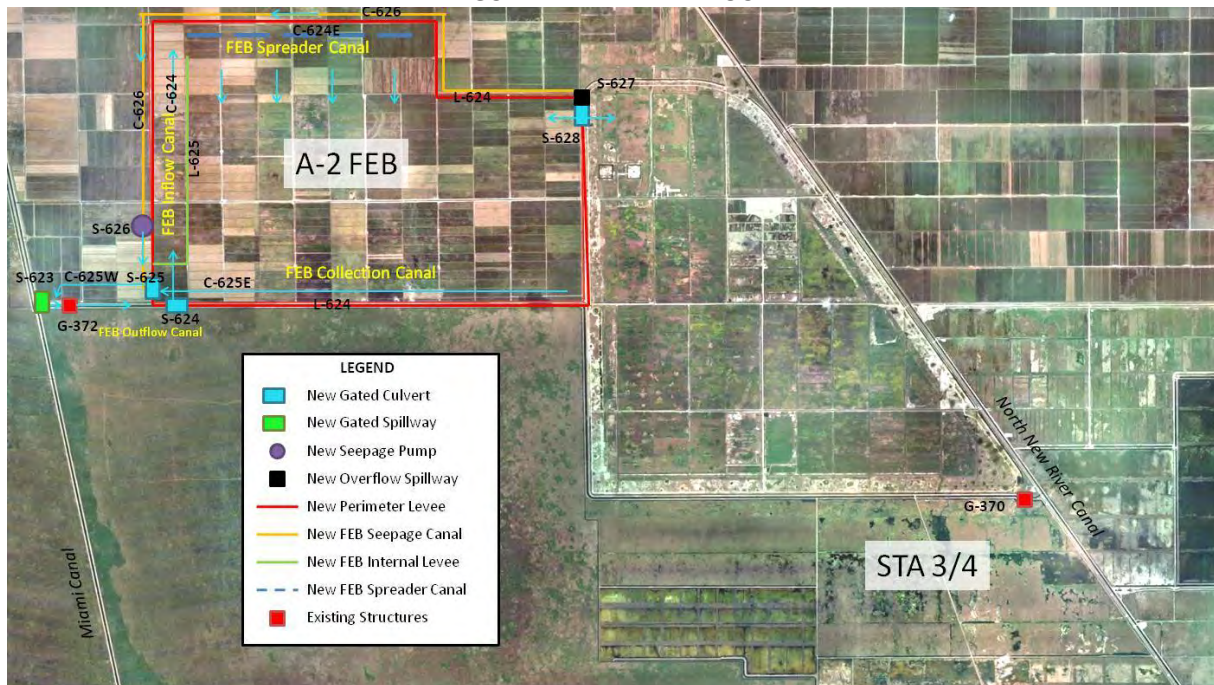 C-626
C-624E
FEB Spreader Canal
S-627
L-624
C-626
C-624
FEB Inflow Canal
L-625
S-628
A-2 FEB
S-626
FEB Collection Canal
S-623
C-625W
S-625
C-625E
L-624
G-372
S-624
FEB Outflow Canal
LEGEND
New Gated Culvert
New Gated Spillway
New Seepage Pump
New Overflow Spillway
New Perimeter Levee
New FEB Seepage Canal
New FEB Internal Levee
New FEB Spreader Canal
Existing Structures
Miami Canal
North New River Canal
G-370
STA 3/4